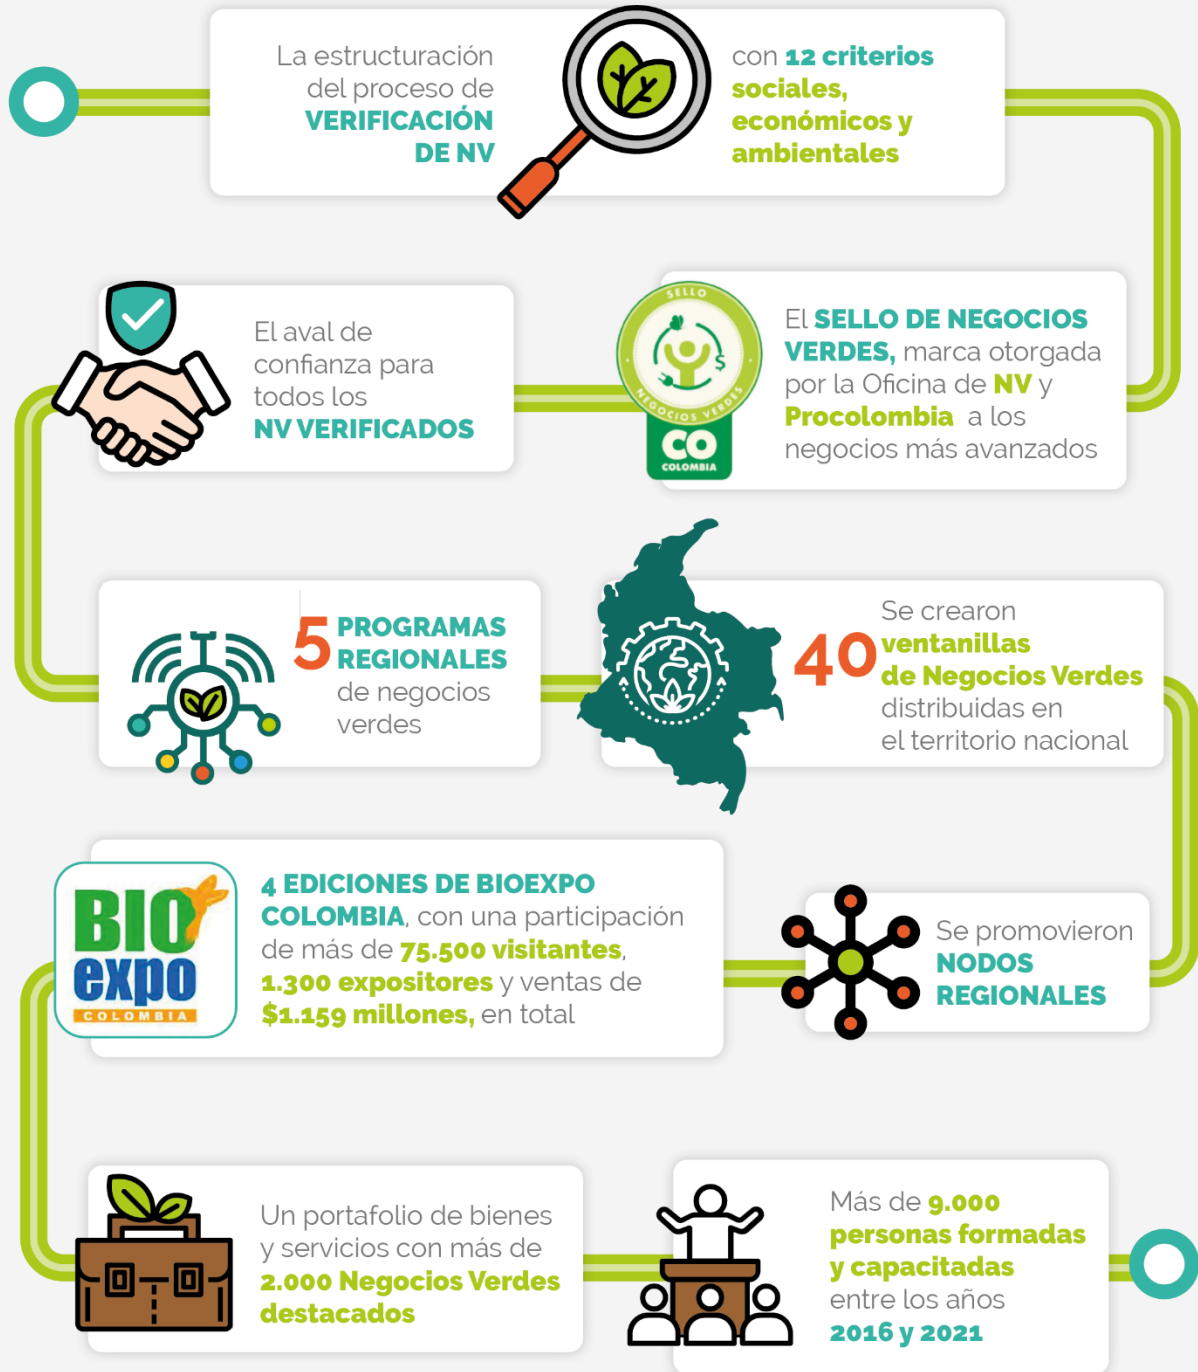 La estructuración
del proceso de
VERIFICACIÓN
DE NV
con 12 criterios
sociales,
económicos y
ambientales
SELLO
NEGOCIOS VERDES
$
CO
COLOMBIA
El SELLO DE NEGOCIOS
VERDES, marca otorgada
por la Oficina de NV y
Procolombia a los
negocios más avanzados
El aval de
confianza para
todos los
NV VERIFICADOS
5 PROGRAMAS
REGIONALES
de negocios
verdes
40
Se crearon
ventanillas
de Negocios Verdes
distribuidas en
el territorio nacional
Se promovieron
NODOS
REGIONALES
BIO
expo
COLOMBIA
4 EDICIONES DE BIOEXPO
COLOMBIA, con una participación
de más de 75.500 visitantes,
1.300 expositores y ventas de
$1.159 millones, en total
Un portafolio de bienes
y servicios con más de
2.000 Negocios Verdes
destacados
Más de 9.000
personas formadas
y capacitadas
entre los años
2016 y 2021